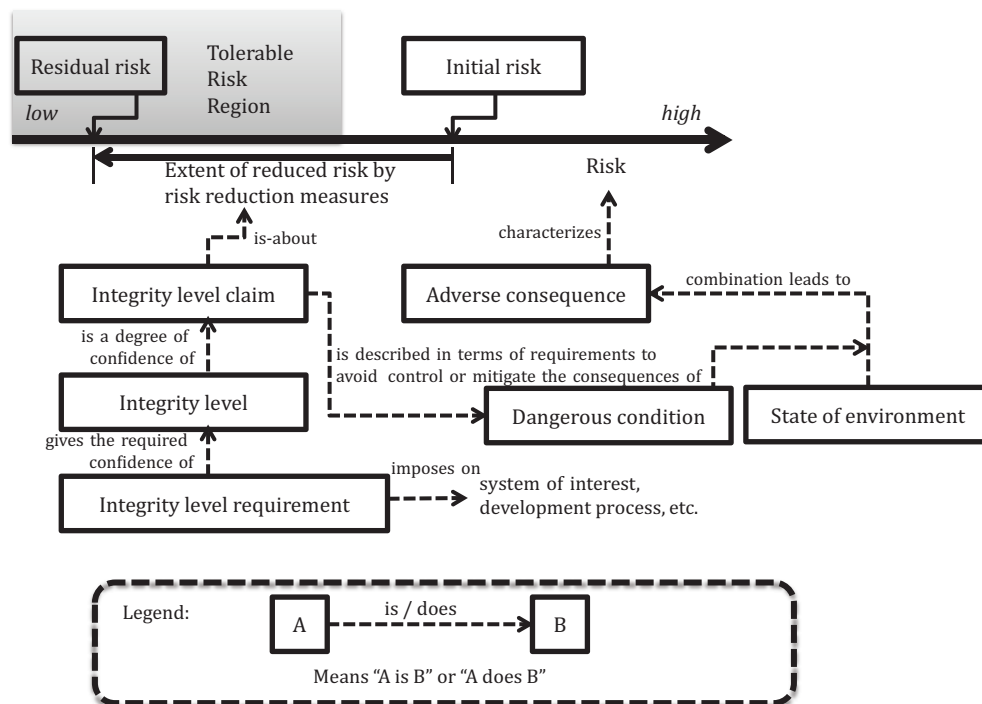 Residual risk
Tolerable
Risk
Region
Initial risk
low
high
Extent of reduced risk by
risk reduction measures
Risk
is-about
characterizes
Integrity level claim
Adverse consequence
combination leads to
is a degree of
confidence of
is described in terms of requirements to
avoid control or mitigate the consequences of
Integrity level
Dangerous condition
State of environment
gives the required
confidence of
Integrity level requirement
imposes on
system of interest,
development process, etc.
Legend:
A
is / does
B
Means “A is B” or “A does B”